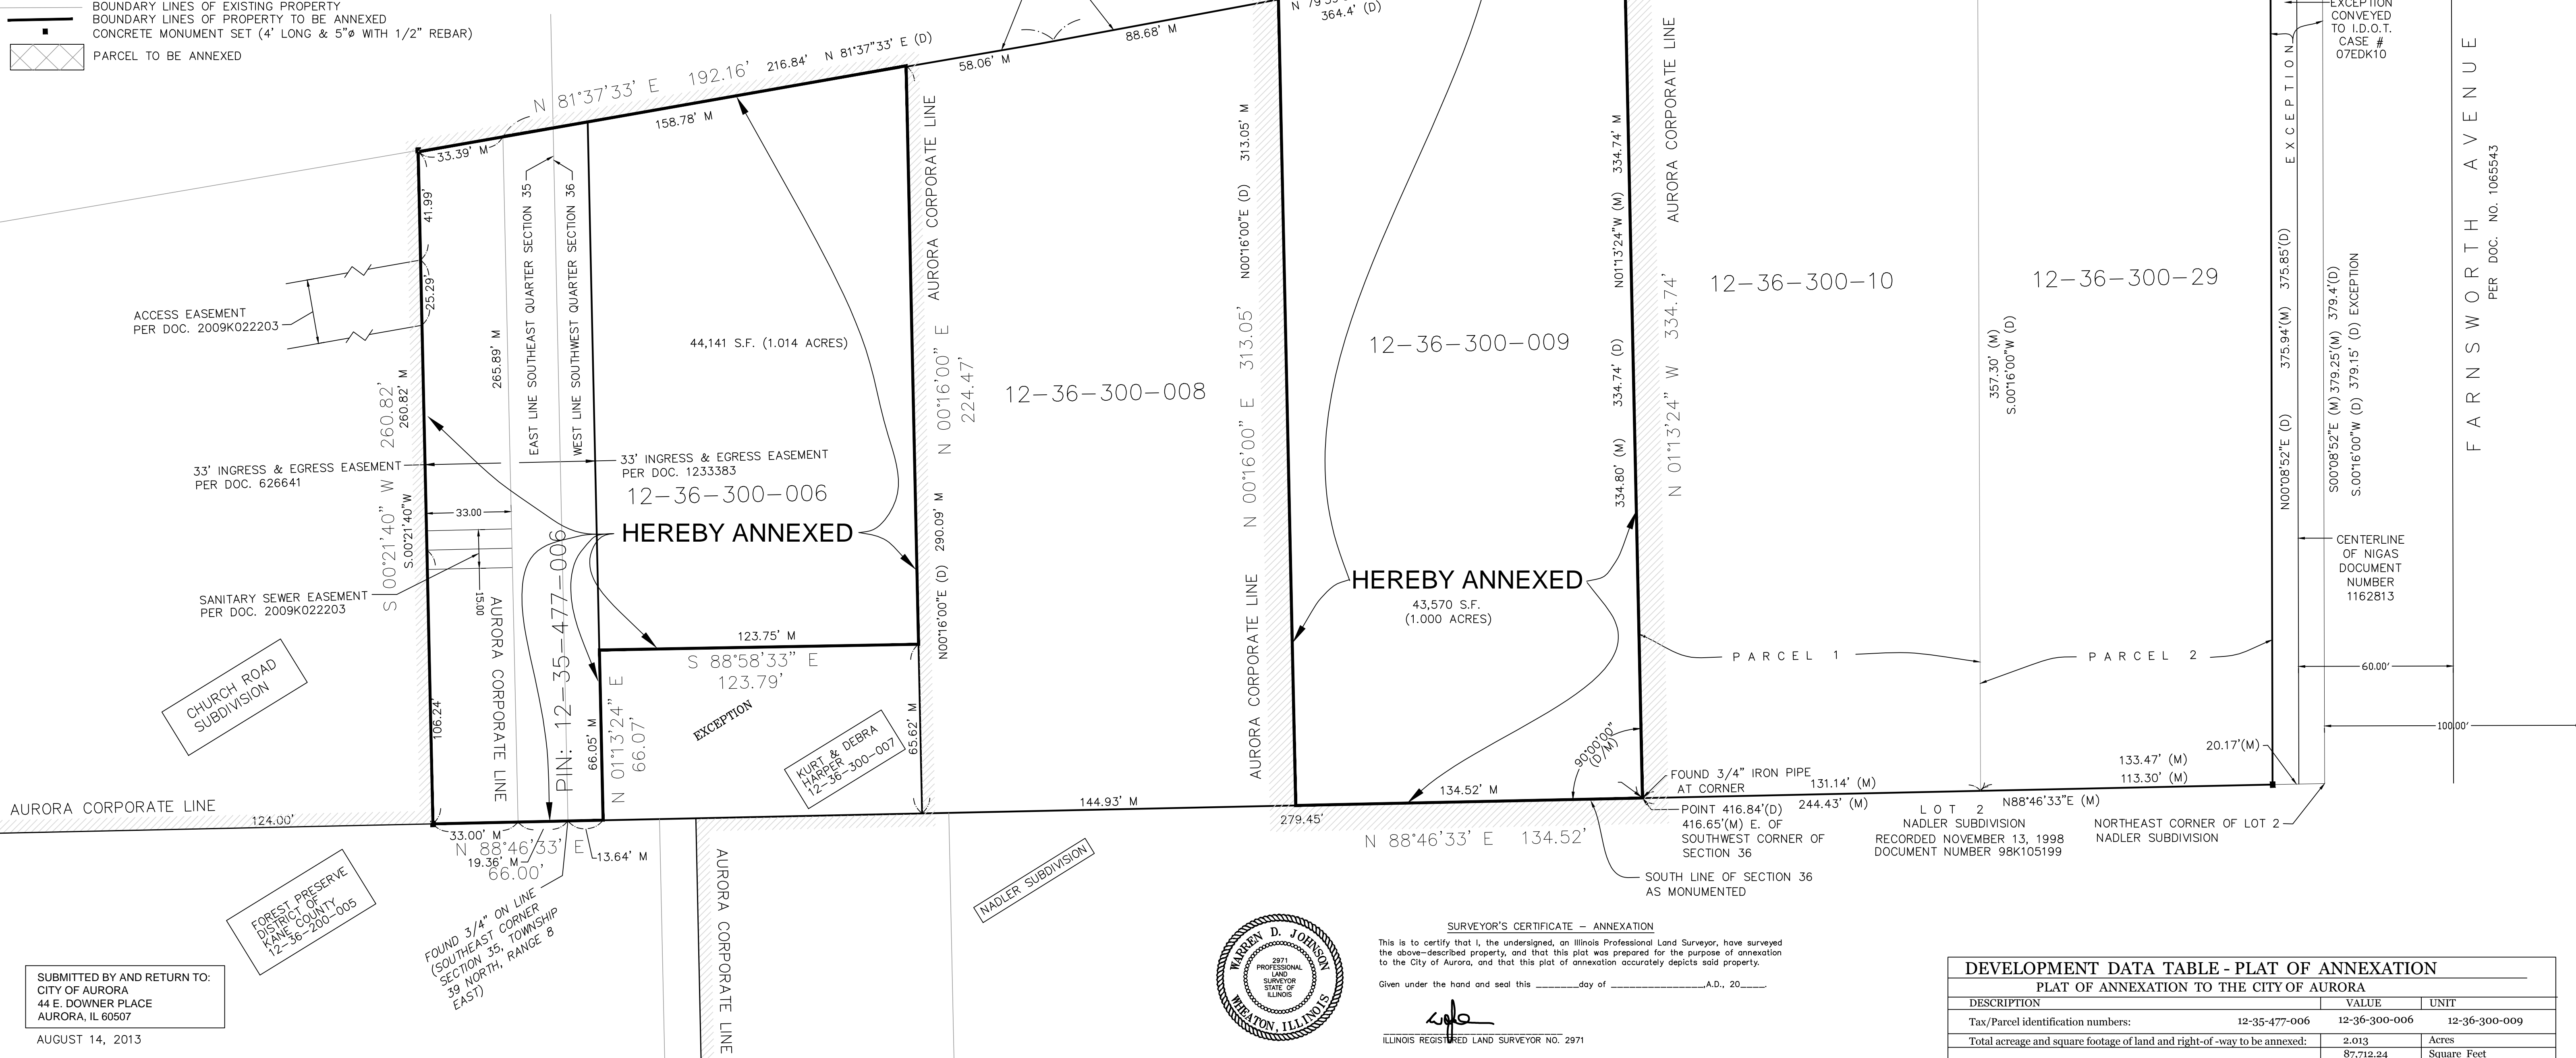 BOUNDARY LINES OF EXISTING PROPERTY
BOUNDARY LINES OF PROPERTY TO BE ANNEXED
CONCRETE MONUMENT SET (4' LONG & 5"ø WITH 1/2" REBAR)
PARCEL TO BE ANNEXED
N 81°37'33' E 192.16'
216.84' N 81°37"33' E (D)
158.78' M
33.39' M
58.06' M
88.68' M
364.4' (D)
41.99'
25.29'
ACCESS EASEMENT
PER DOC. 2009K022203
265.89' M
EAST LINE SOUTHEAST QUARTER SECTION 35
WEST LINE SOUTHWEST QUARTER SECTION 36
44,141 S.F. (1.014 ACRES)
S 00°21'40" W 260.82'
260.82' M
S.00°21'40"W
33' INGRESS & EGRESS EASEMENT
PER DOC. 626641
33' INGRESS & EGRESS EASEMENT
PER DOC. 1233383
12-36-300-006
HEREBY ANNEXED
33.00
15.00
SANITARY SEWER EASEMENT
PER DOC. 2009K022203
AURORA CORPORATE LINE
PIN: 12-35-477-006
106.24'
66.05' M
N 01°13'24" E
66.07'
123.75' M
S 88°58'33" E
123.79'
EXCEPTION
KURT & DEBRA
HARPER
12-36-300-007
65.62' M
CHURCH ROAD
SUBDIVISION
AURORA CORPORATE LINE
124.00'
33.00' M
N 88°46'33' E
19.36' M
13.64' M
66.00'
FOUND 3/4" ON LINE
(SOUTHEAST CORNER
SECTION 35, TOWNSHIP
39 NORTH, RANGE 8
EAST)
FOREST PRESERVE
DISTRICT OF
KANE COUNTY
12-36-200-005
AURORA CORPORATE LINE
AURORA CORPORATE LINE
N 00°16'00" E
224.47'
N00°16'00"E (D) 290.09' M
12-36-300-008
N00°16'00"E (D) 313.05' M
N 00°16'00" E 313.05'
AURORA CORPORATE LINE
144.93' M
279.45'
NADLER SUBDIVISION
12-36-300-009
HEREBY ANNEXED
43,570 S.F.
(1.000 ACRES)
N01°13'24"W (M) 334.74' M
334.80' (M) 334.74' (D)
AURORA CORPORATE LINE
N 01°13'24" W 334.74'
90°00'00"
(D/M)
134.52' M
N 88°46'33' E 134.52'
FOUND 3/4" IRON PIPE
AT CORNER
POINT 416.84'(D)
416.65'(M) E. OF
SOUTHWEST CORNER OF
SECTION 36
SOUTH LINE OF SECTION 36
AS MONUMENTED
12-36-300-10
12-36-300-29
357.30' (M)
S.00°16'00"W (D)
PARCEL 1
PARCEL 2
131.14' (M)
244.43' (M)
133.47' (M)
113.30' (M)
20.17'(M)
N88°46'33"E (M)
LOT 2
NADLER SUBDIVISION
RECORDED NOVEMBER 13, 1998
DOCUMENT NUMBER 98K105199
NORTHEAST CORNER OF LOT 2
NADLER SUBDIVISION
EXCEPTION
N00°08'52"E (D) 375.94'(M) 375.85'(D)
S00°08'52"E (M) 379.25'(M) 379.4'(D)
S.00°16'00"W (D) 379.15' (D) EXCEPTION
EXCEPTION
CONVEYED
TO I.D.O.T.
CASE #
07EDK10
FARNSWORTH AVENUE
PER DOC. NO. 1065543
CENTERLINE
OF NIGAS
DOCUMENT
NUMBER
1162813
60.00'
100.00'
SUBMITTED BY AND RETURN TO:
CITY OF AURORA
44 E. DOWNER PLACE
AURORA, IL 60507
AUGUST 14, 2013
WARREN D. JOHNSON
2971
PROFESSIONAL
LAND
SURVEYOR
STATE OF
ILLINOIS
WHEATON, ILLINOIS
SURVEYOR'S CERTIFICATE – ANNEXATION
This is to certify that I, the undersigned, an Illinois Professional Land Surveyor, have surveyed
the above-described property, and that this plat was prepared for the purpose of annexation
to the City of Aurora, and that this plat of annexation accurately depicts said property.
Given under the hand and seal this _______day of ________________,A.D., 20____.
ILLINOIS REGISTERED LAND SURVEYOR NO. 2971
DEVELOPMENT DATA TABLE - PLAT OF ANNEXATION
PLAT OF ANNEXATION TO THE CITY OF AURORA
DESCRIPTION VALUE UNIT
Tax/Parcel identification numbers: 12-35-477-006 12-36-300-006 12-36-300-009
Total acreage and square footage of land and right-of -way to be annexed: 2.013 Acres
87,712.24 Square Feet